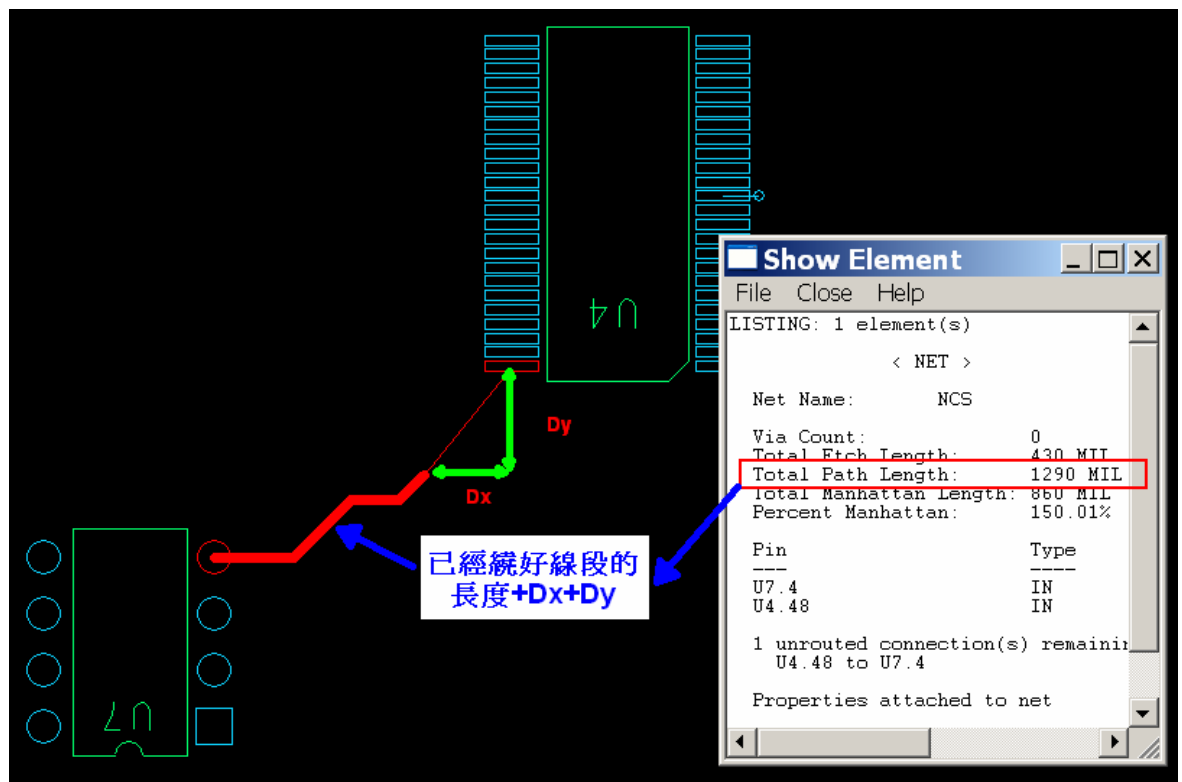 U4
Dy
Dx
已經繞好線段的
長度+Dx+Dy
U7
Show Element
File Close Help
LISTING: 1 element(s)
< NET >
Net Name: NCS
Via Count: 0
Total Etch Length: 430 MIL
Total Path Length: 1290 MIL
Total Manhattan Length: 860 MIL
Percent Manhattan: 150.01%
Pin Type
--- ----
U7.4 IN
U4.48 IN
1 unrouted connection(s)
U4.48 to U7.4
Properties attached to net